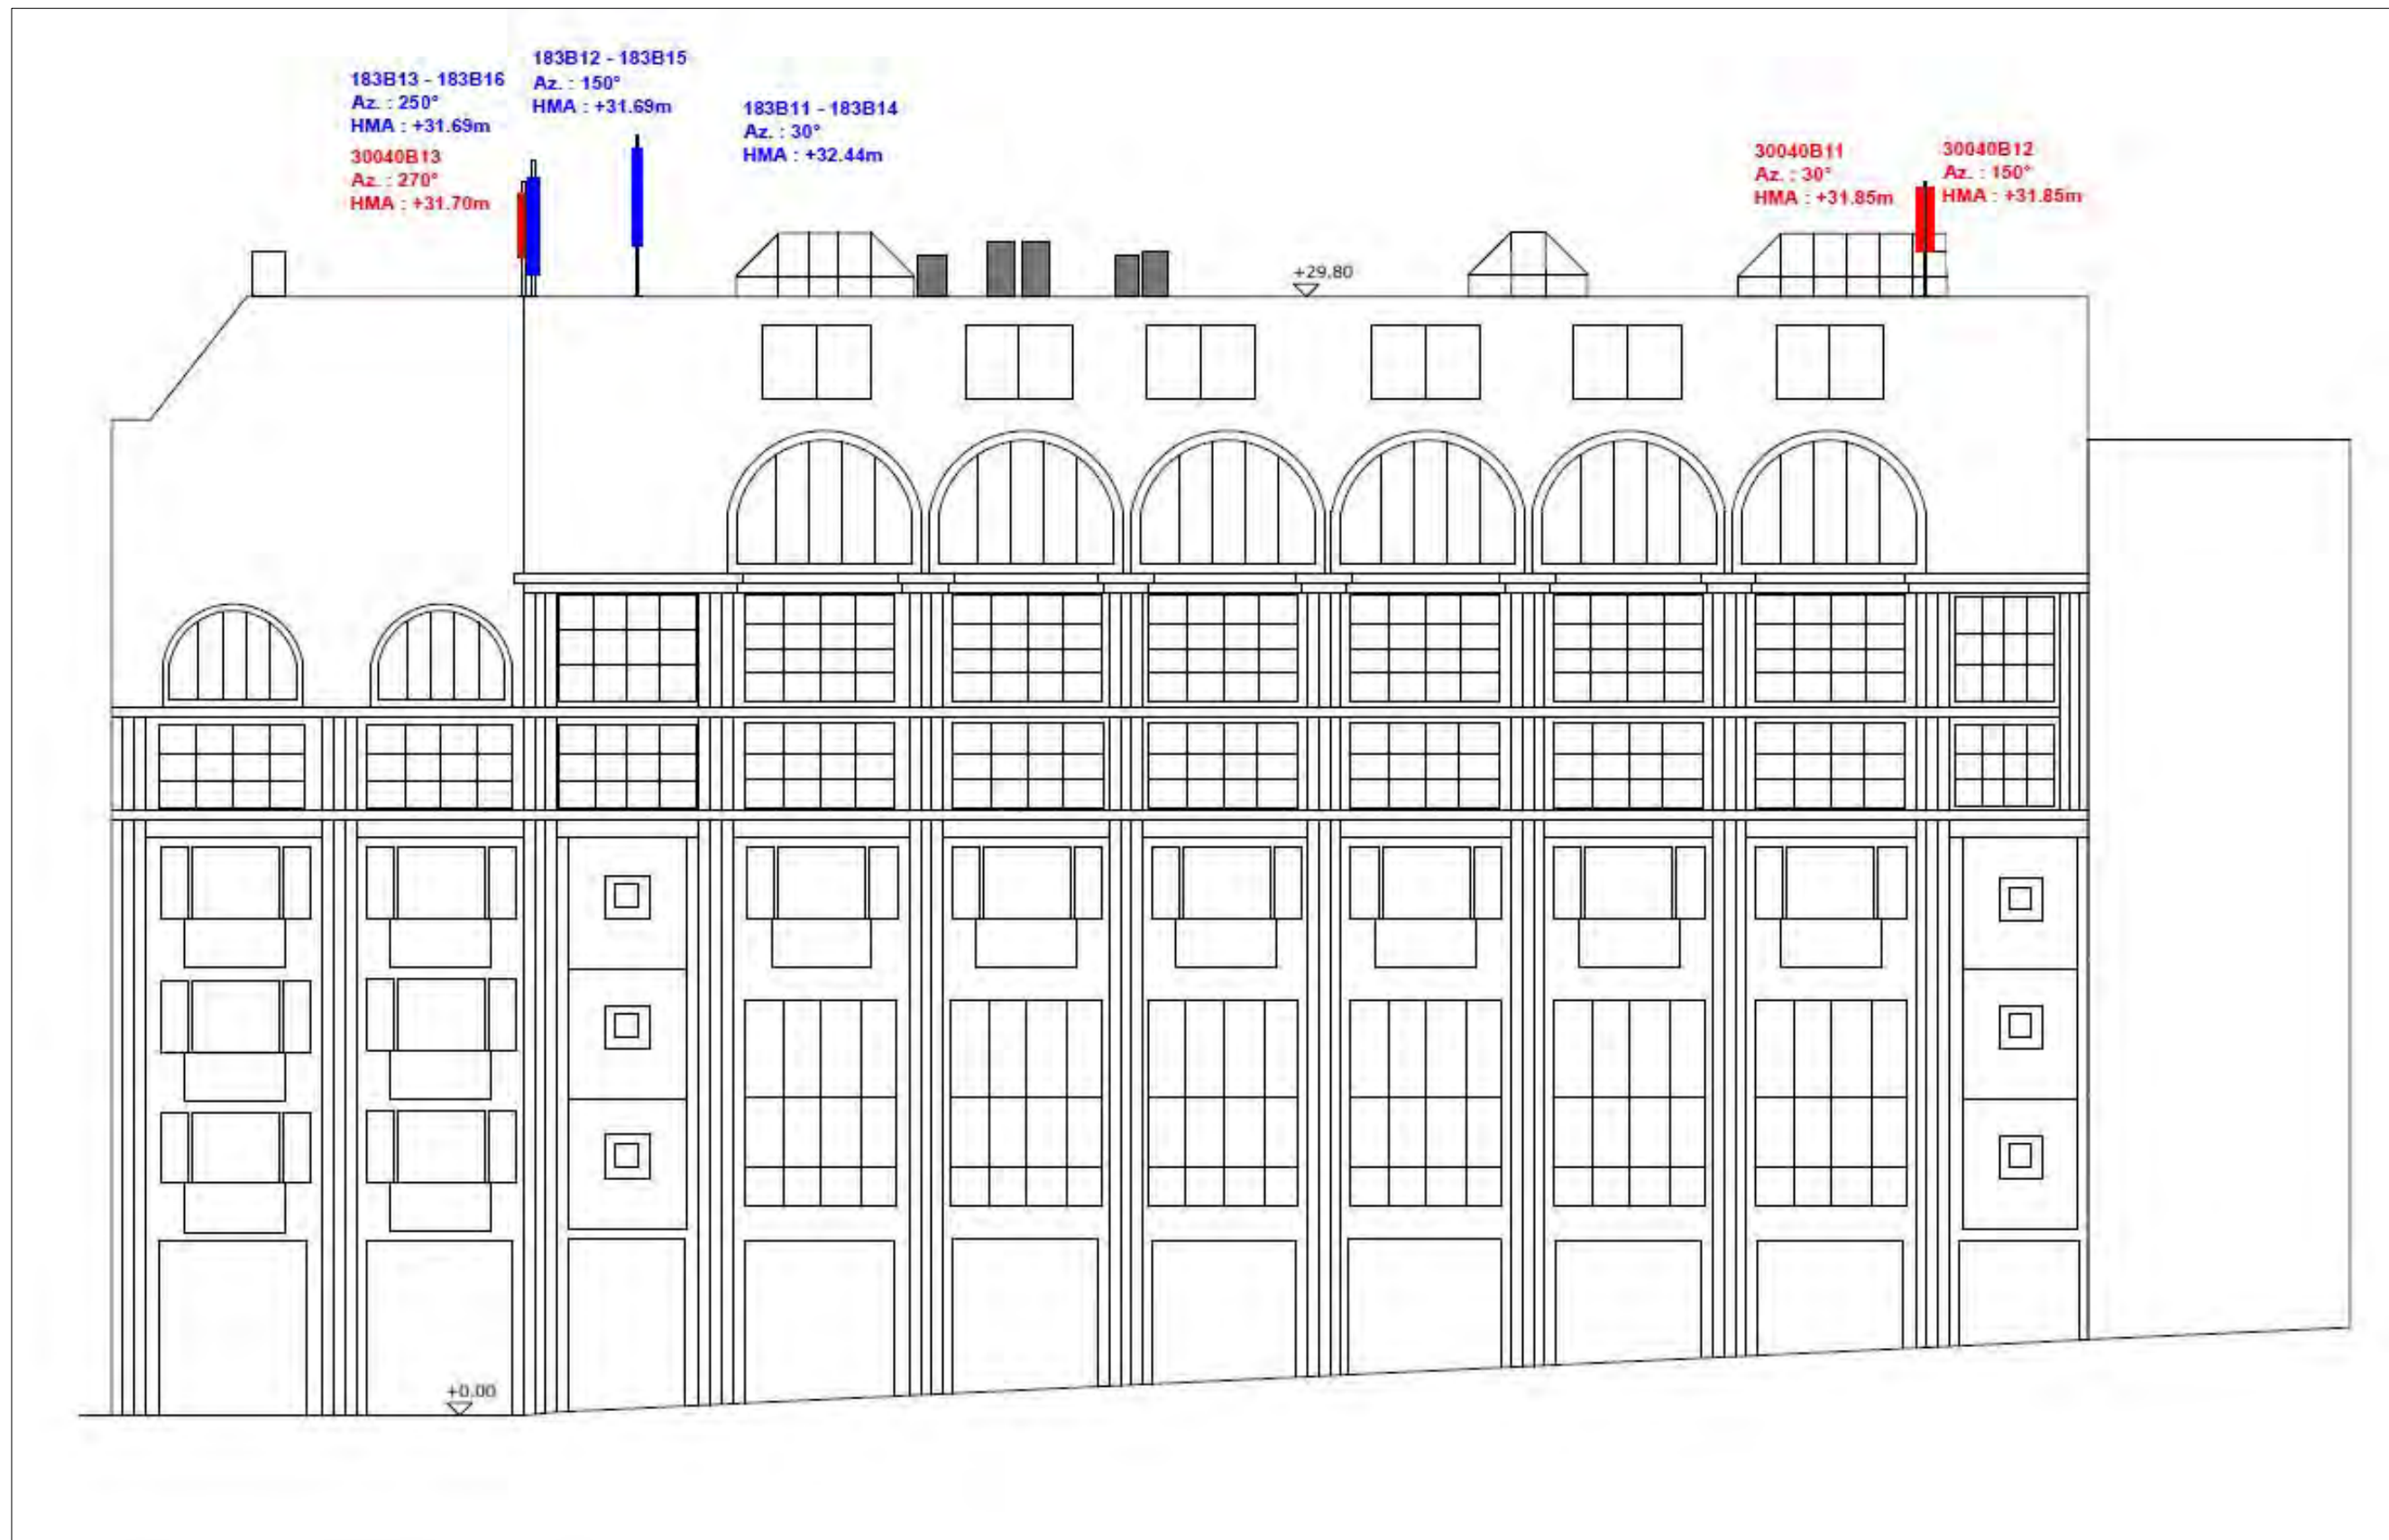 183B13 - 183B16
Az. : 250°
HMA : +31.69m
30040B13
Az. : 270°
HMA : +31.70m
183B12 - 183B15
Az. : 150°
HMA : +31.69m
183B11 - 183B14
Az. : 30°
HMA : +32.44m
30040B11
Az. : 30°
HMA : +31.85m
30040B12
Az. : 150°
HMA : +31.85m
+29.80
+0.00